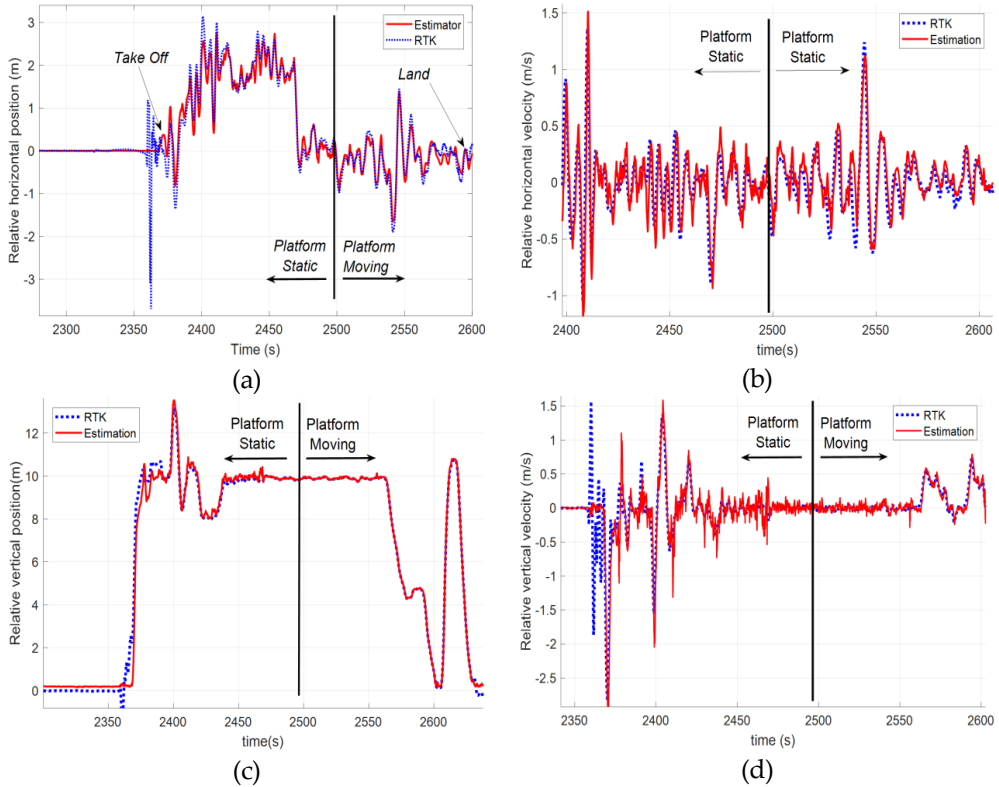 3
2
1
0
-1
-2
-3
Relative horizontal position (m)
Estimator
RTK
Take Off
Land
Platform
Static
Platform
Moving
2300
2350
2400
2450
2500
2550
2600
Time (s)
(a)
1.5
1
0.5
0
-0.5
-1
Relative horizontal velocity (m/s)
RTK
Estimation
Platform
Static
Platform
Static
2400
2450
2500
2550
2600
time(s)
(b)
12
10
8
6
4
2
0
Relative vertical position(m)
RTK
Estimation
Platform
Static
Platform
Moving
2350
2400
2450
2500
2550
2600
time(s)
(c)
1.5
1
0.5
0
-0.5
-1
-1.5
-2
-2.5
Relative vertical velocity (m/s)
RTK
Estimation
Platform
Static
Platform
Moving
2350
2400
2450
2500
2550
2600
time (s)
(d)